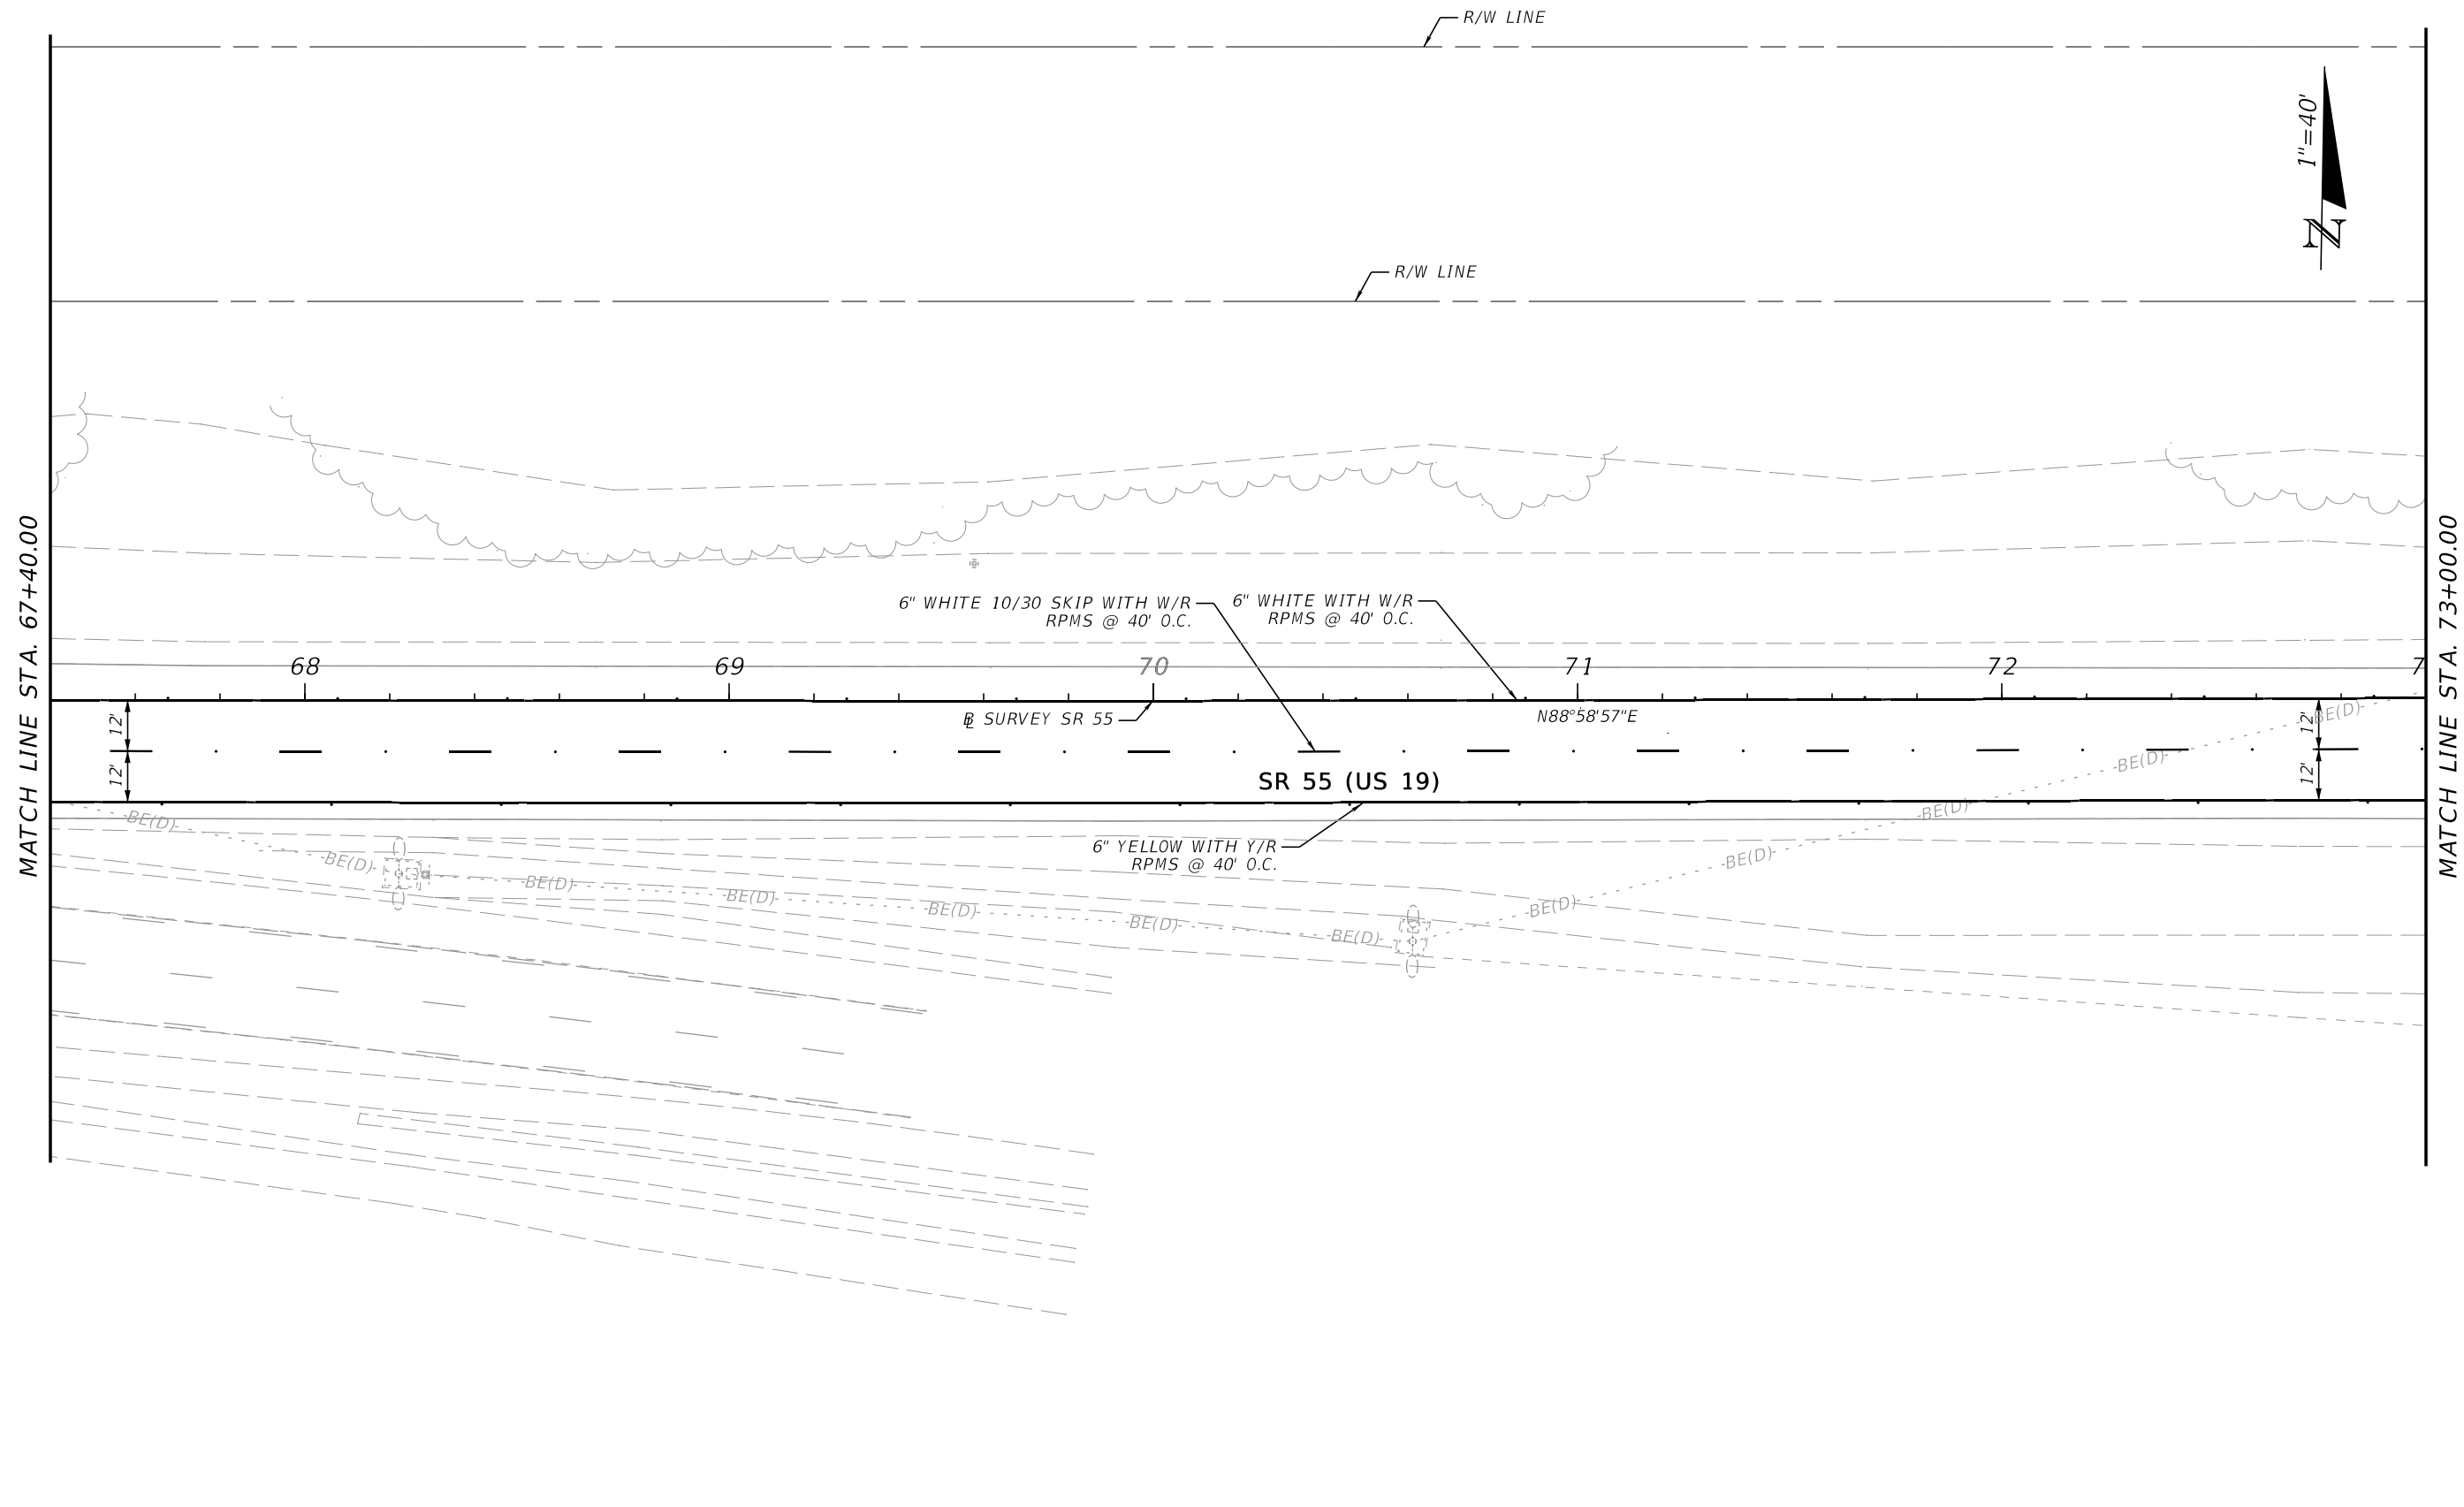 R/W LINE
1"=40'
N
R/W LINE
MATCH LINE STA. 67+40.00
MATCH LINE STA. 73+00.00
6" WHITE 10/30 SKIP WITH W/R
RPMS @ 40' O.C.
6" WHITE WITH W/R
RPMS @ 40' O.C.
68 69 70 71 72 7
12'
12'
℄ SURVEY SR 55
N88°58'57"E
12'
12'
SR 55 (US 19)
6" YELLOW WITH Y/R
RPMS @ 40' O.C.
BE(D)
BE(D)
BE(D)
BE(D)
BE(D)
BE(D)
BE(D)
BE(D)
BE(D)
BE(D)
BE(D)
BE(D)